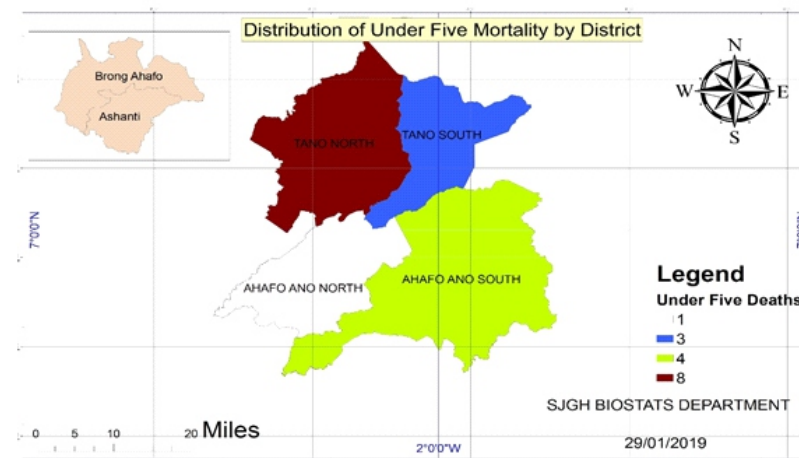 Distribution of Under Five Mortality by District
Brong Ahafo
Ashanti
N
W E
S
TANO NORTH
TANO SOUTH
7°0'0"N
AHAFO ANO NORTH
AHAFO ANO SOUTH
Legend
Under Five Deaths
1
3
4
8
SJGH BIOSTATS DEPARTMENT
0 5 10 20 Miles
2°0'0"W
29/01/2019